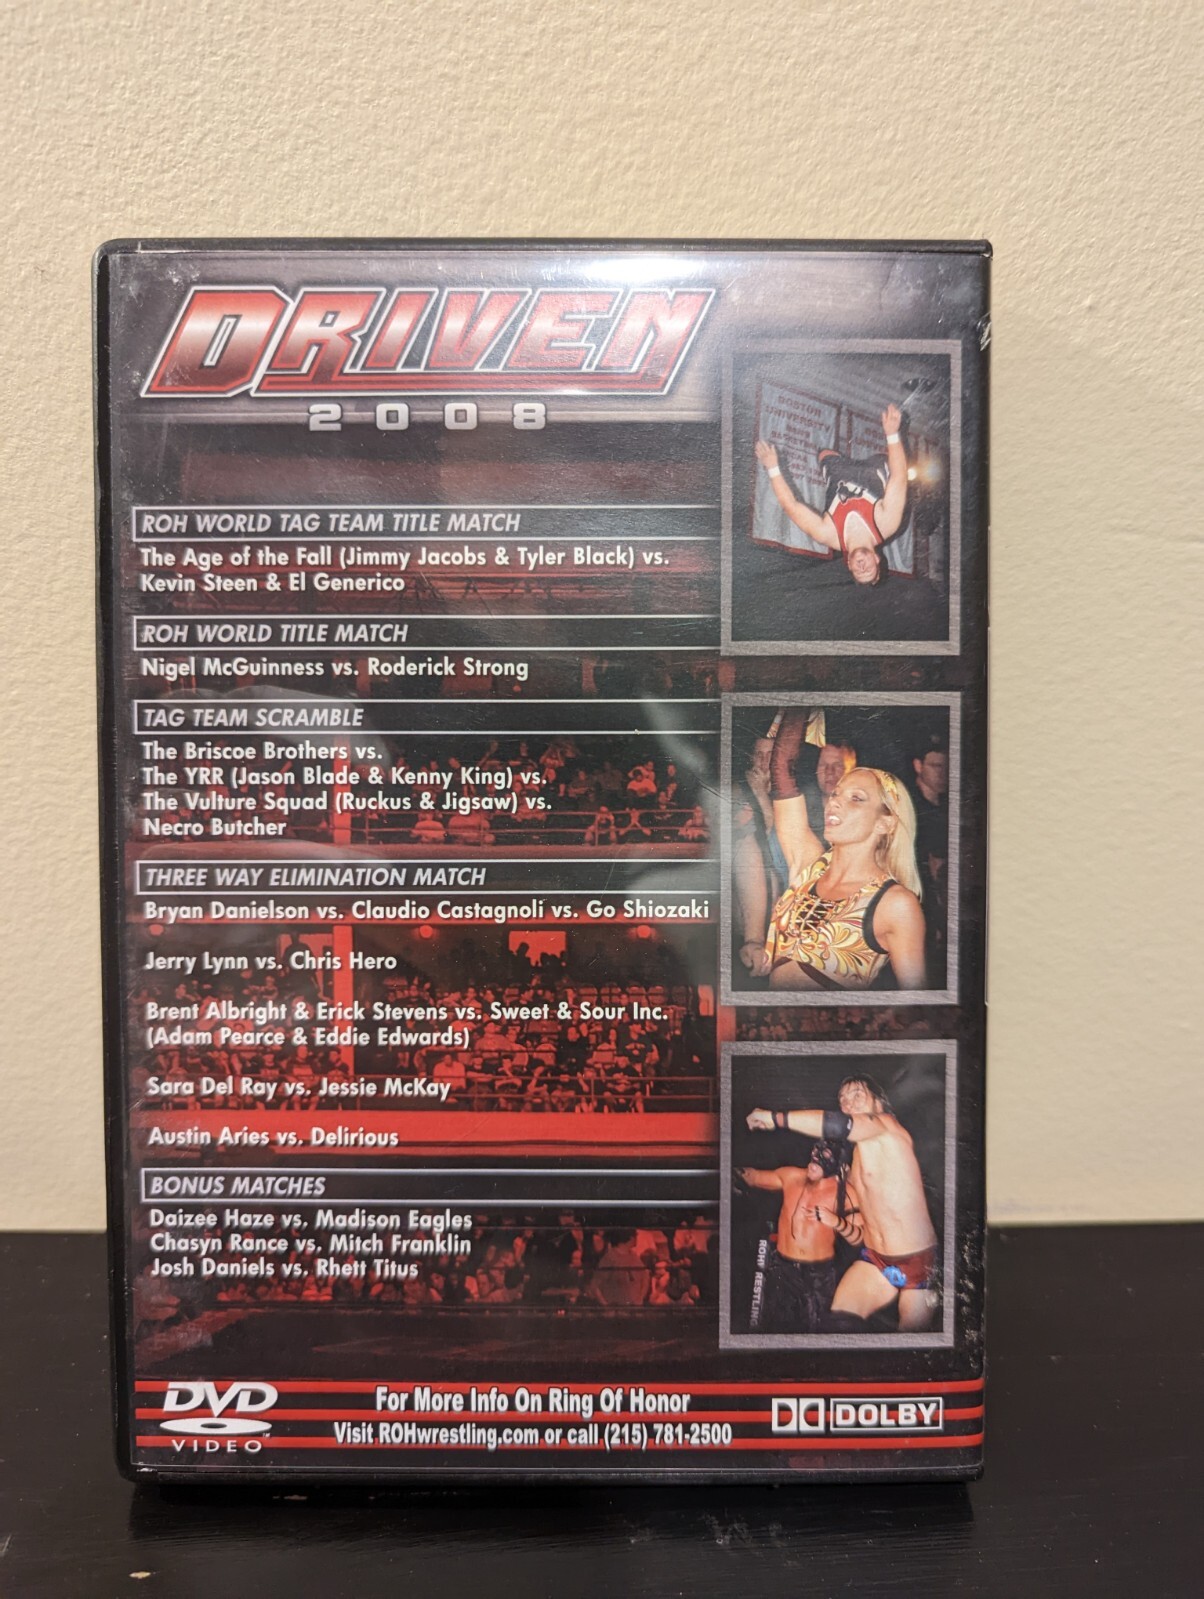 DRIVEN
2008
ROH WORLD TAG TEAM TITLE MATCH
The Age of the Fall (Jimmy Jacobs & Tyler Black) vs.
Kevin Steen & El Generico
ROH WORLD TITLE MATCH
Nigel McGuinness vs. Roderick Strong
TAG TEAM SCRAMBLE
The Briscoe Brothers vs.
The YRR (Jason Blade & Kenny King) vs.
The Vulture Squad (Ruckus & Jigsaw) vs.
Necro Butcher
THREE WAY ELIMINATION MATCH
Bryan Danielson vs. Claudio Castagnoli vs. Go Shiozaki
Jerry Lynn vs. Chris Hero
Brent Albright & Erick Stevens vs. Sweet & Sour Inc.
(Adam Pearce & Eddie Edwards)
Sara Del Ray vs. Jessie McKay
Austin Aries vs. Delirious
BONUS MATCHES
Daizee Haze vs. Madison Eagles
Chasyn Rance vs. Mitch Franklin
Josh Daniels vs. Rhett Titus
BOSTON
UNIVERSITY
DVD
VIDEO
For More Info On Ring Of Honor
Visit ROHwrestling.com or call (215) 781-2500
DOLBY